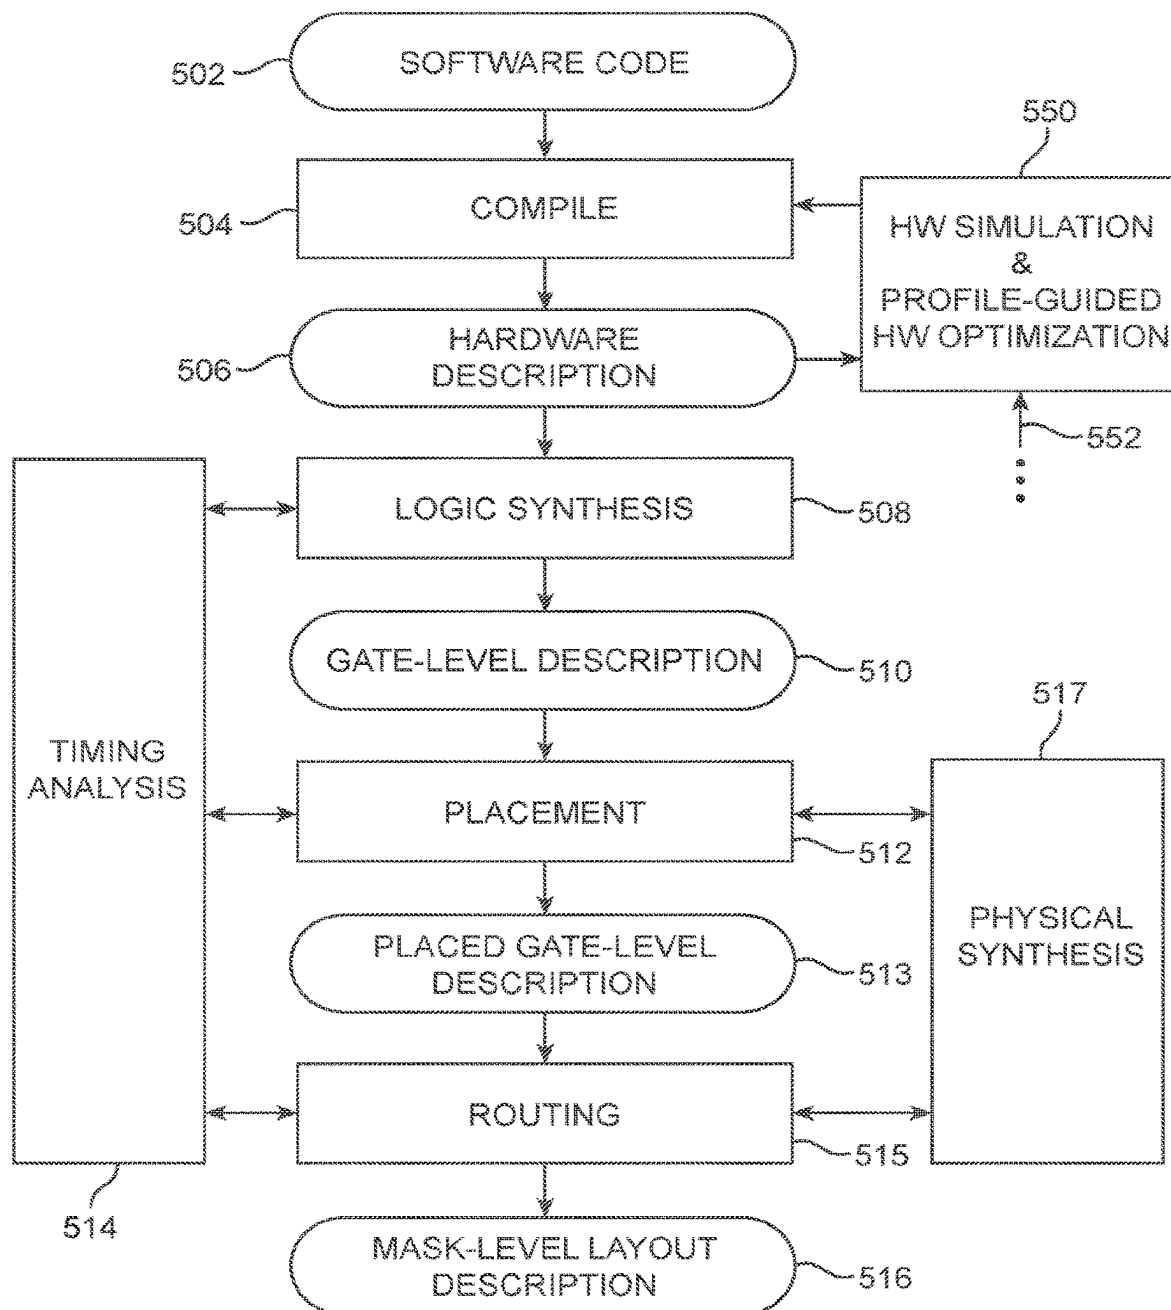 SOFTWARE CODE
502
550
COMPILE
504
HW SIMULATION
&
PROFILE-GUIDED
HW OPTIMIZATION
HARDWARE
DESCRIPTION
506
552
LOGIC SYNTHESIS
508
GATE-LEVEL DESCRIPTION
510
517
TIMING
ANALYSIS
PLACEMENT
512
PHYSICAL
SYNTHESIS
PLACED GATE-LEVEL
DESCRIPTION
513
ROUTING
515
514
MASK-LEVEL LAYOUT
DESCRIPTION
516